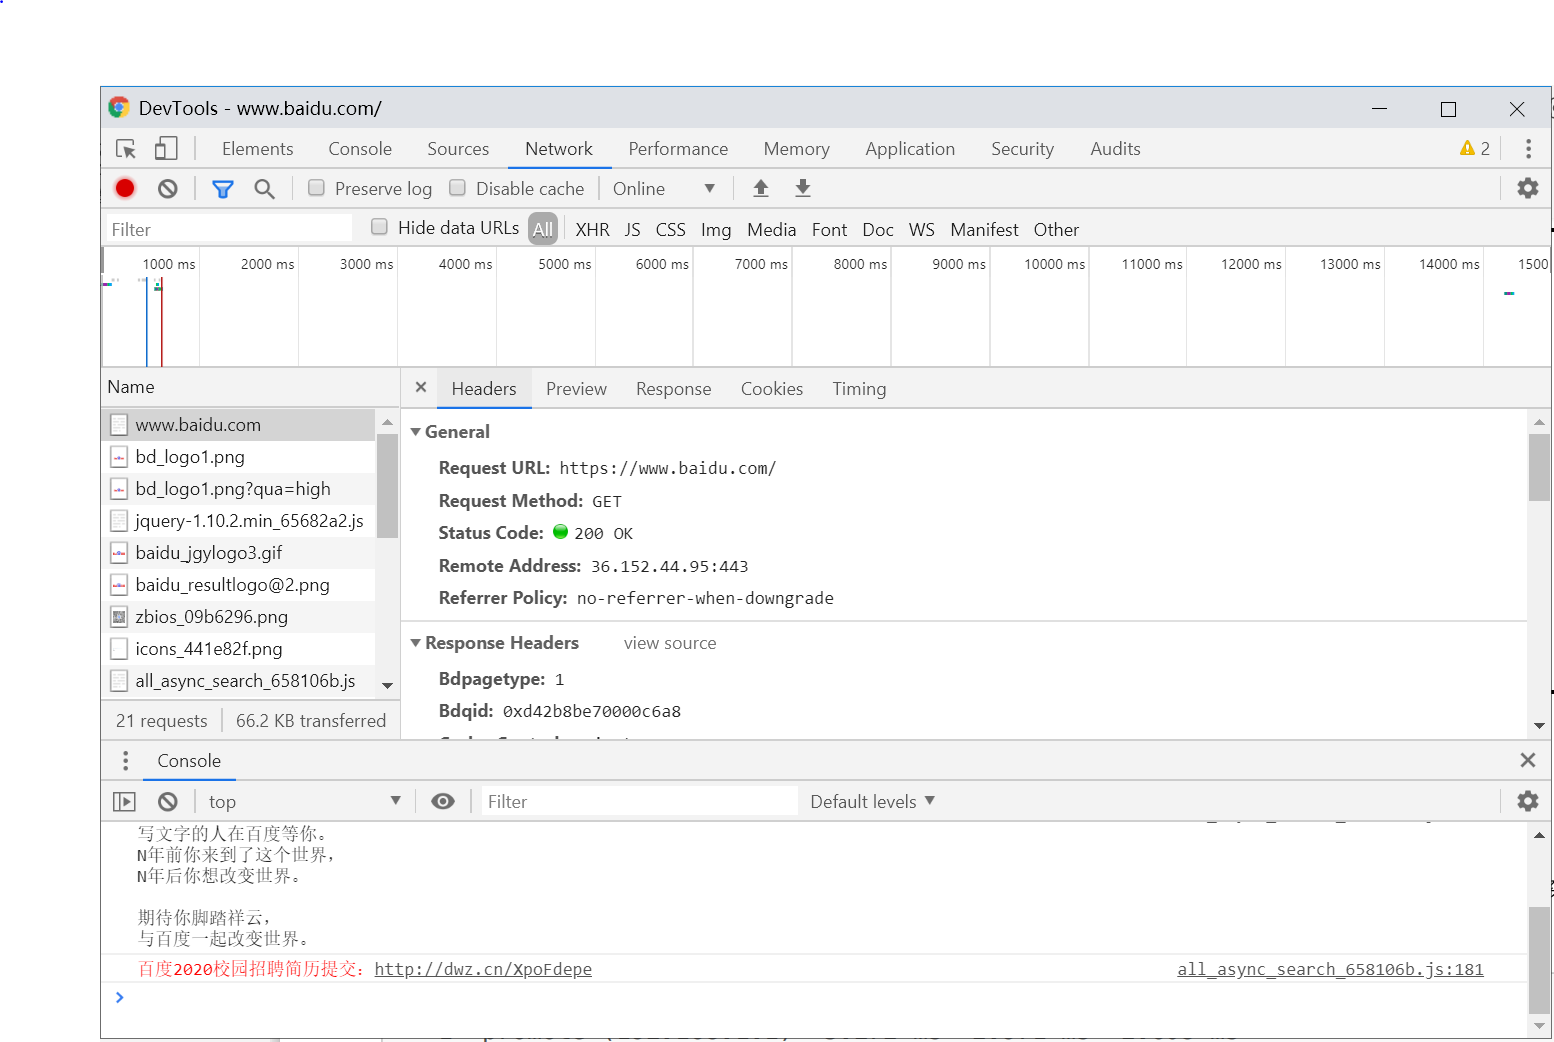 DevTools - www.baidu.com/
Elements Console Sources Network Performance Memory Application Security Audits 2
Preserve log Disable cache Online
Filter Hide data URLs All XHR JS CSS Img Media Font Doc WS Manifest Other
1000 ms 2000 ms 3000 ms 4000 ms 5000 ms 6000 ms 7000 ms 8000 ms 9000 ms 10000 ms 11000 ms 12000 ms 13000 ms 14000 ms 1500
Name
www.baidu.com
bd_logo1.png
bd_logo1.png?qua=high
jquery-1.10.2.min_65682a2.js
baidu_jgylogo3.gif
baidu_resultlogo@2.png
zbios_09b6296.png
icons_441e82f.png
all_async_search_658106b.js
21 requests 66.2 KB transferred
Headers Preview Response Cookies Timing
General
Request URL: https://www.baidu.com/
Request Method: GET
Status Code: 200 OK
Remote Address: 36.152.44.95:443
Referrer Policy: no-referrer-when-downgrade
Response Headers view source
Bdpagetype: 1
Bdqid: 0xd42b8be70000c6a8
Console
top Filter Default levels
写文字的人在百度等你。
N年前你来到了这个世界，
N年后你想改变世界。
期待你脚踏祥云，
与百度一起改变世界。
百度2020校园招聘简历提交：http://dwz.cn/XpoFdepe all_async_search_658106b.js:181